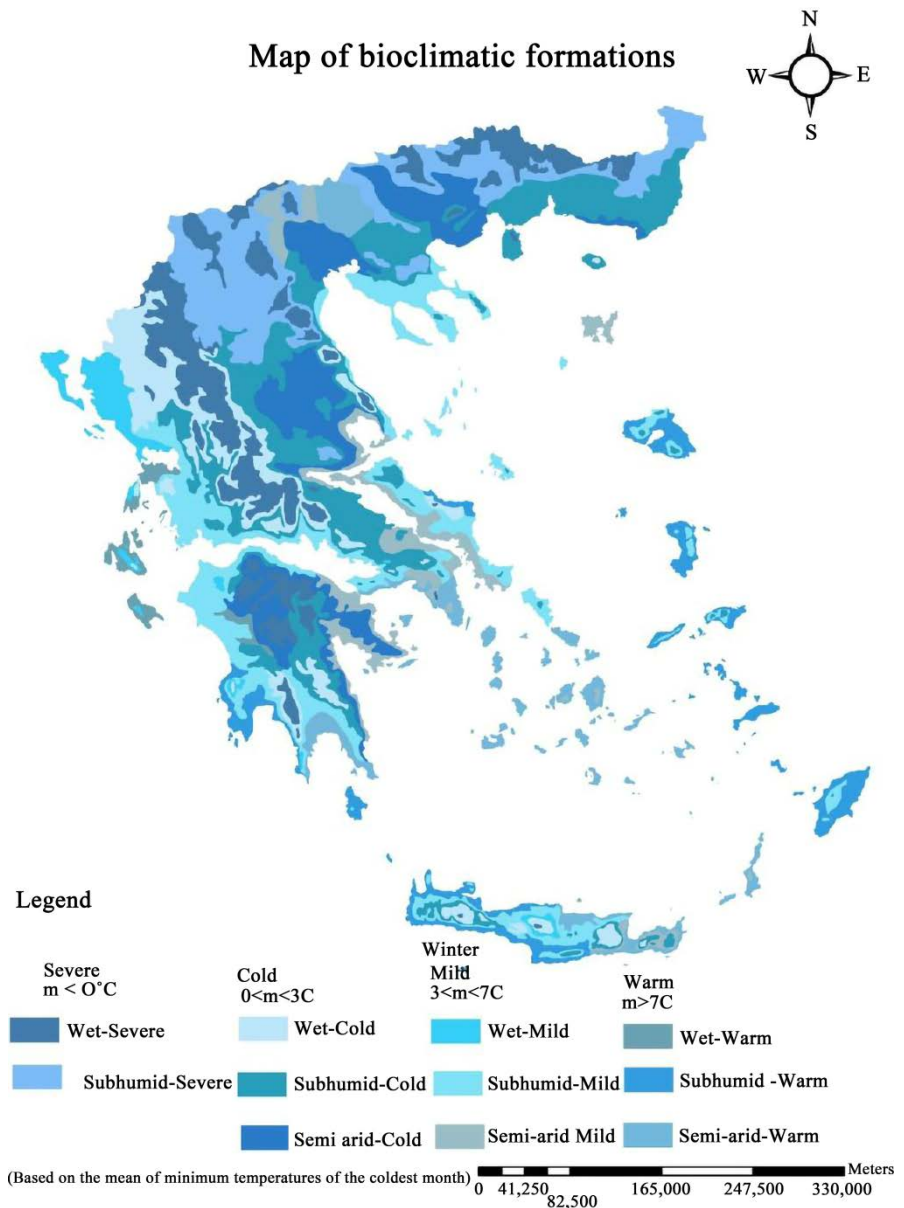 Map of bioclimatic formations
N
W E
S
Legend
Winter
Severe
m < O°C
Cold
0<m<3C
Mild
3<m<7C
Warm
m>7C
Wet-Severe
Wet-Cold
Wet-Mild
Wet-Warm
Subhumid-Severe
Subhumid-Cold
Subhumid-Mild
Subhumid -Warm
Semi arid-Cold
Semi-arid Mild
Semi-arid-Warm
(Based on the mean of minimum temperatures of the coldest month)
Meters
0 41,250 82,500 165,000 247,500 330,000